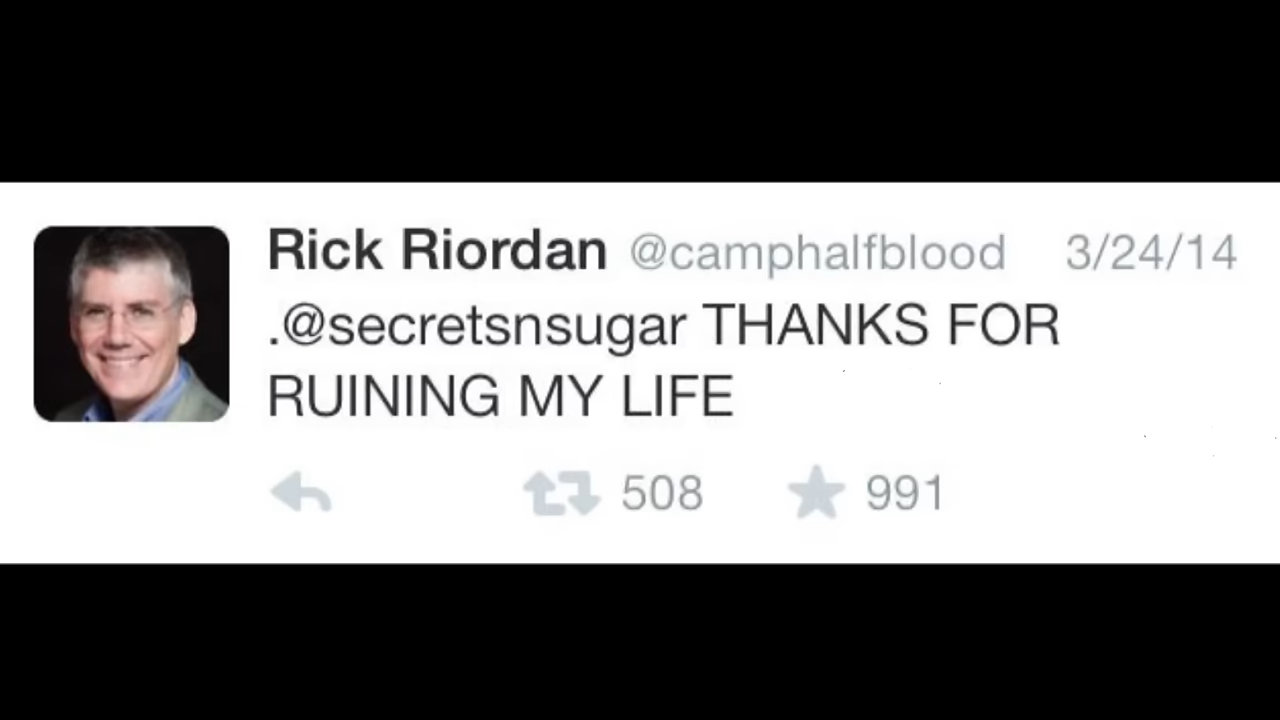 Rick Riordan @camphalfblood 3/24/14
.@secretsnsugar THANKS FOR
RUINING MY LIFE
508 991